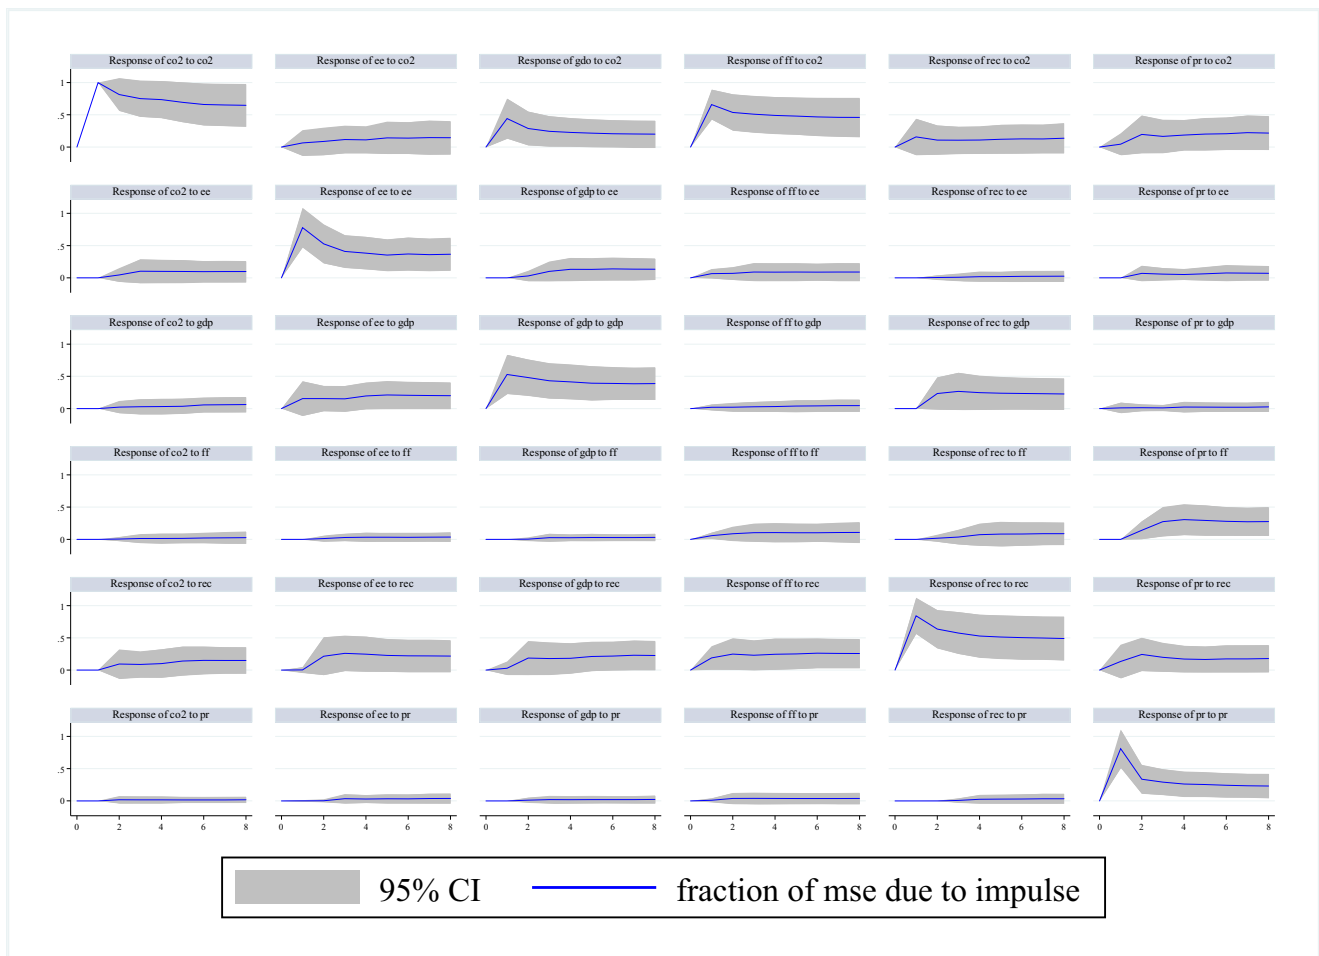 Response of co2 to co2 Response of ee to co2 Response of gdo to co2 Response of ff to co2 Response of rec to co2 Response of pr to co2
1
.5
0
Response of co2 to ee Response of ee to ee Response of gdp to ee Response of ff to ee Response of rec to ee Response of pr to ee
1
.5
0
Response of co2 to gdp Response of ee to gdp Response of gdp to gdp Response of ff to gdp Response of rec to gdp Response of pr to gdp
1
.5
0
Response of co2 to ff Response of ee to ff Response of gdp to ff Response of ff to ff Response of rec to ff Response of pr to ff
1
.5
0
Response of co2 to rec Response of ee to rec Response of gdp to rec Response of ff to rec Response of rec to rec Response of pr to rec
1
.5
0
Response of co2 to pr Response of ee to pr Response of gdp to pr Response of ff to pr Response of rec to pr Response of pr to pr
1
.5
0
0 2 4 6 8 0 2 4 6 8 0 2 4 6 8 0 2 4 6 8 0 2 4 6 8 0 2 4 6 8
95% CI fraction of mse due to impulse